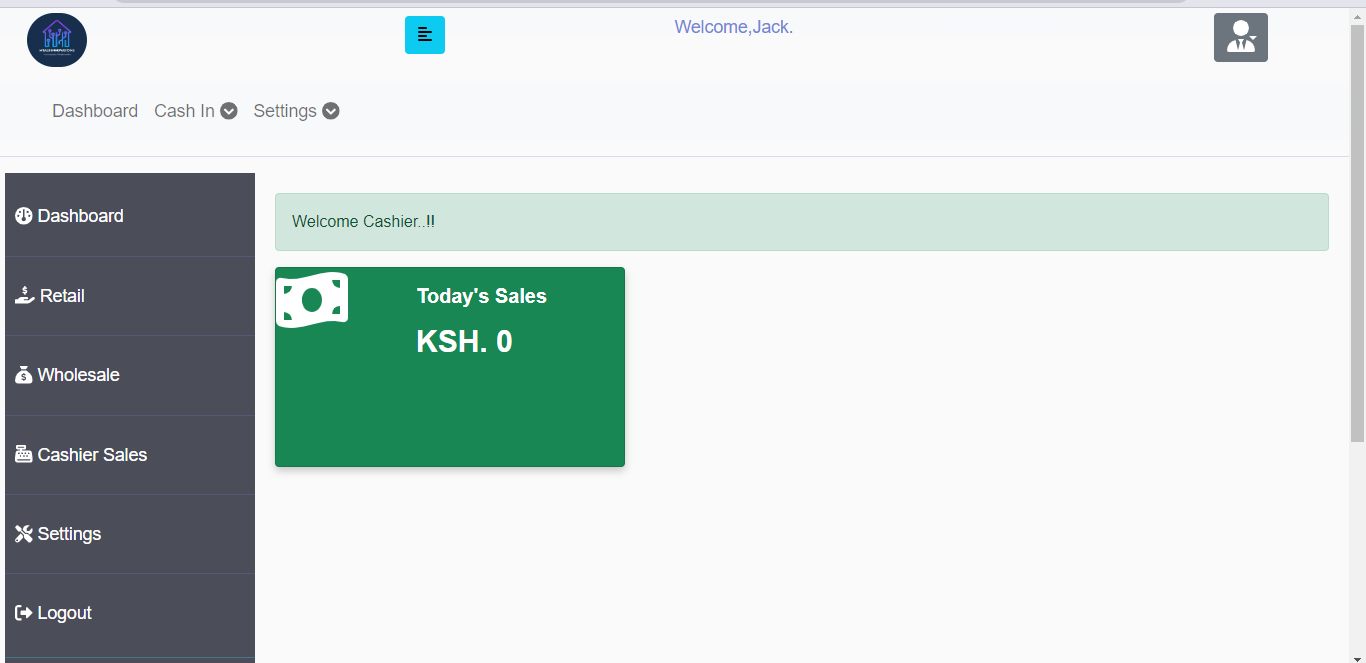 Welcome,Jack.
Dashboard Cash In Settings
Dashboard
Retail
Wholesale
Cashier Sales
Settings
Logout
Welcome Cashier..!!
Today's Sales
KSH. 0